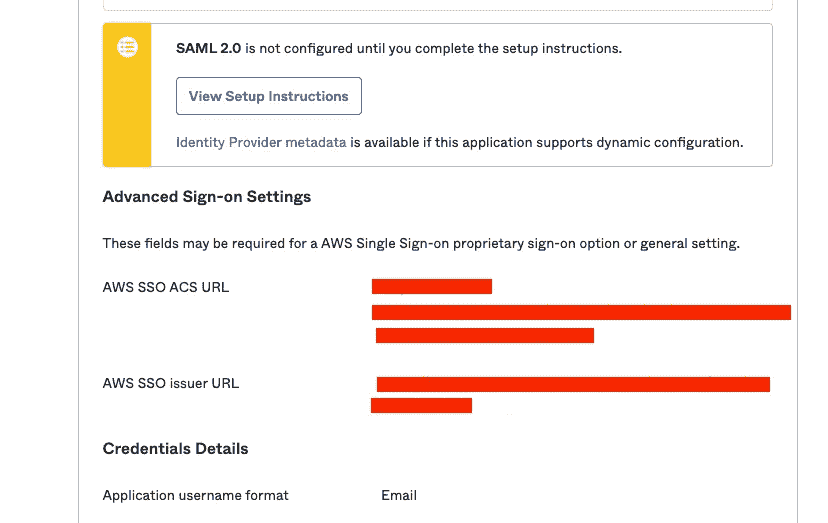 SAML 2.0 is not configured until you complete the setup instructions.
View Setup Instructions
Identity Provider metadata is available if this application supports dynamic configuration.
Advanced Sign-on Settings
These fields may be required for a AWS Single Sign-on proprietary sign-on option or general setting.
AWS SSO ACS URL
AWS SSO issuer URL
Credentials Details
Application username format Email